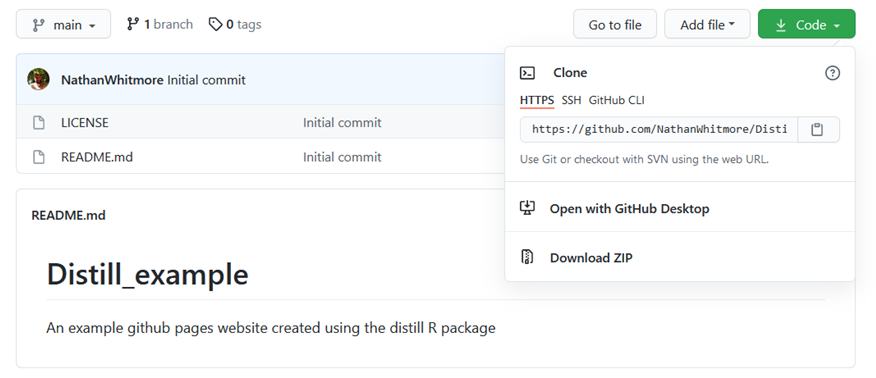 main 1 branch 0 tags Go to file Add file Code
NathanWhitmore Initial commit
LICENSE Initial commit
README.md Initial commit
Clone
HTTPS SSH GitHub CLI
https://github.com/NathanWhitmore/Disti
Use Git or checkout with SVN using the web URL.
Open with GitHub Desktop
Download ZIP
README.md
Distill_example
An example github pages website created using the distill R package